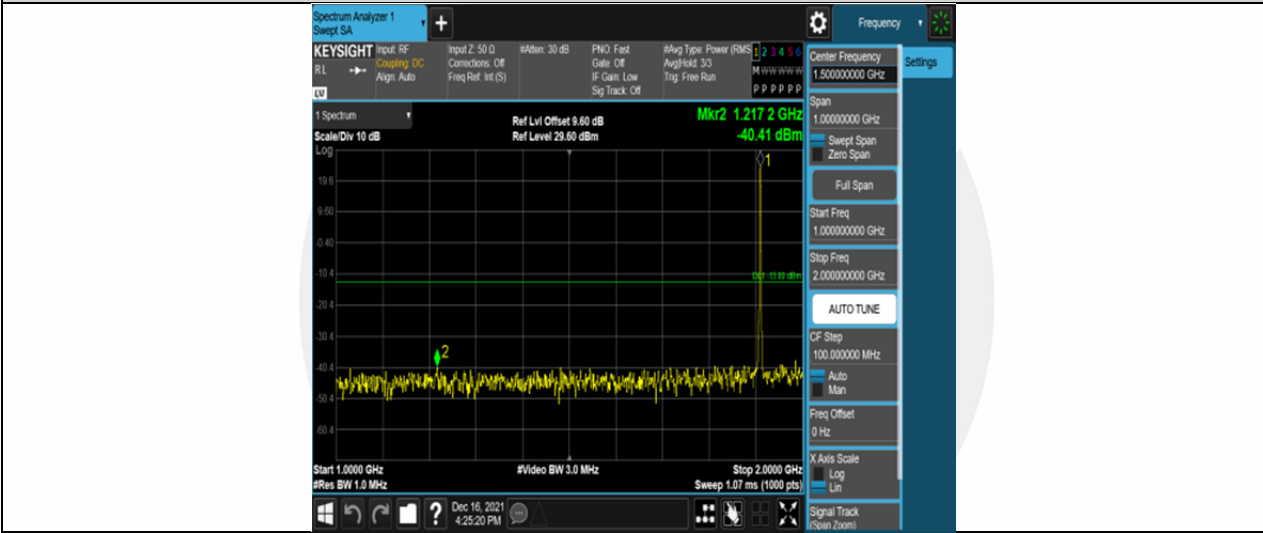 Spectrum Analyzer 1
Swept SA
+
Frequency
KEYSIGHT
RL
LV
Input: RF
Coupling: DC
Align: Auto
Input Z: 50 Ω
Corrections: Off
Freq Ref: Int (S)
#Atten: 30 dB
PNO: Fast
Gate: Off
IF Gain: Low
Sig Track: Off
#Avg Type: Power (RMS
Avg|Hold: 3/3
Trig: Free Run
1 2 3 4 5 6
M W W W W W
P P P P P P
1 Spectrum
Scale/Div 10 dB
Log
Ref Lvl Offset 9.60 dB
Ref Level 29.60 dBm
Mkr2 1.217 2 GHz
-40.41 dBm
1
19.6
9.60
-0.40
-10.4
DL1 -13.00 dBm
-20.4
-30.4
2
-40.4
-50.4
-60.4
Start 1.0000 GHz
#Res BW 1.0 MHz
#Video BW 3.0 MHz
Stop 2.0000 GHz
Sweep 1.07 ms (1000 pts)
?
Dec 16, 2021
4:25:20 PM
Center Frequency
1.500000000 GHz
Settings
Span
1.00000000 GHz
Swept Span
Zero Span
Full Span
Start Freq
1.000000000 GHz
Stop Freq
2.000000000 GHz
AUTO TUNE
CF Step
100.000000 MHz
Auto
Man
Freq Offset
0 Hz
X Axis Scale
Log
Lin
Signal Track
(Span Zoom)